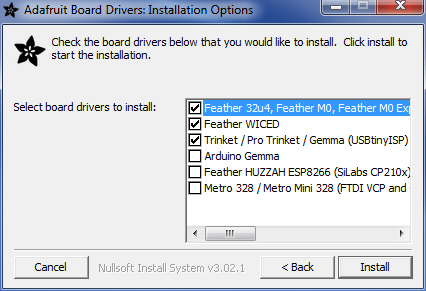 Adafruit Board Drivers: Installation Options
Check the board drivers below that you would like to install. Click install to
start the installation.
Select board drivers to install:
Feather 32u4, Feather M0, Feather M0 Exp
Feather WICED
Trinket / Pro Trinket / Gemma (USBtinyISP)
Arduino Gemma
Feather HUZZAH ESP8266 (SiLabs CP210x)
Metro 328 / Metro Mini 328 (FTDI VCP and
Cancel
Nullsoft Install System v3.02.1
< Back
Install